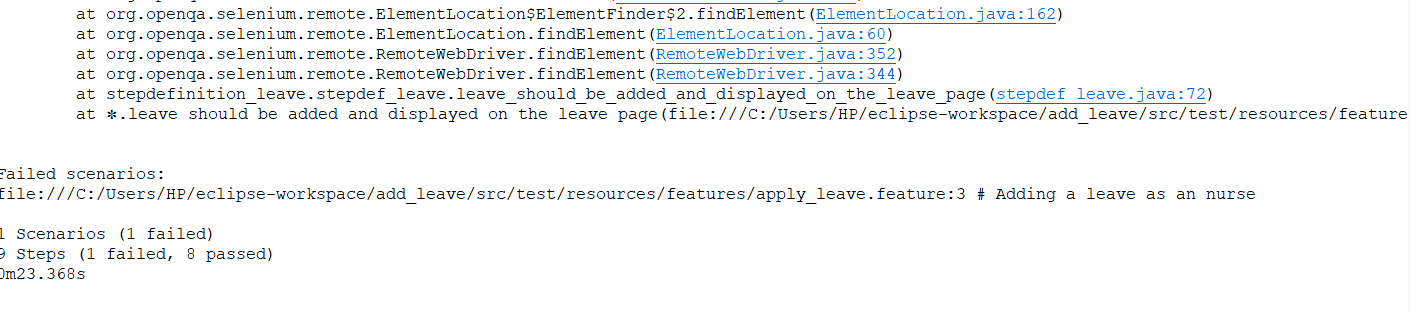 at org.openqa.selenium.remote.ElementLocation$ElementFinder$2.findElement(ElementLocation.java:162)
at org.openqa.selenium.remote.ElementLocation.findElement(ElementLocation.java:60)
at org.openqa.selenium.remote.RemoteWebDriver.findElement(RemoteWebDriver.java:352)
at org.openqa.selenium.remote.RemoteWebDriver.findElement(RemoteWebDriver.java:344)
at stepdefinition_leave.stepdef_leave.leave_should_be_added_and_displayed_on_the_leave_page(stepdef_leave.java:72)
at *.leave should be added and displayed on the leave page(file:///C:/Users/HP/eclipse-workspace/add_leave/src/test/resources/feature
Failed scenarios:
file:///C:/Users/HP/eclipse-workspace/add_leave/src/test/resources/features/apply_leave.feature:3 # Adding a leave as an nurse
1 Scenarios (1 failed)
9 Steps (1 failed, 8 passed)
0m23.368s